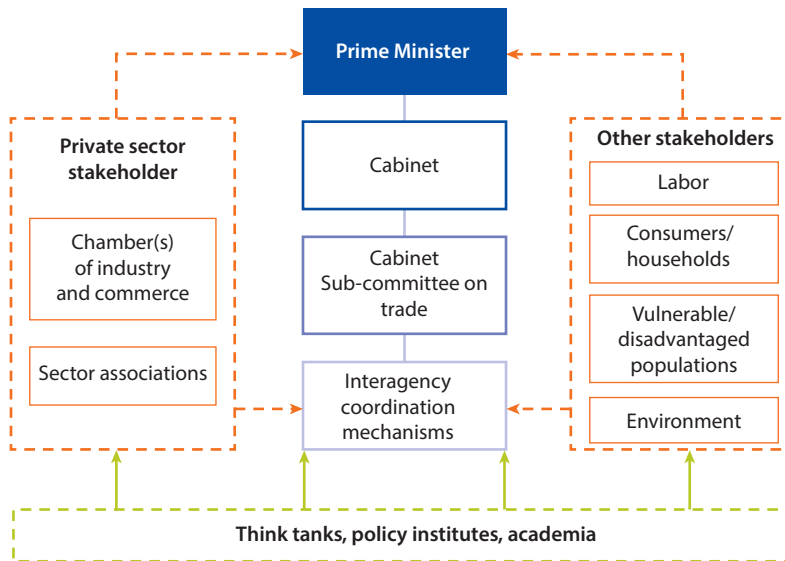 Prime Minister
Private sector
stakeholder
Chamber(s)
of industry
and commerce
Sector associations
Cabinet
Cabinet
Sub-committee on
trade
Interagency
coordination
mechanisms
Other stakeholders
Labor
Consumers/
households
Vulnerable/
disadvantaged
populations
Environment
Think tanks, policy institutes, academia